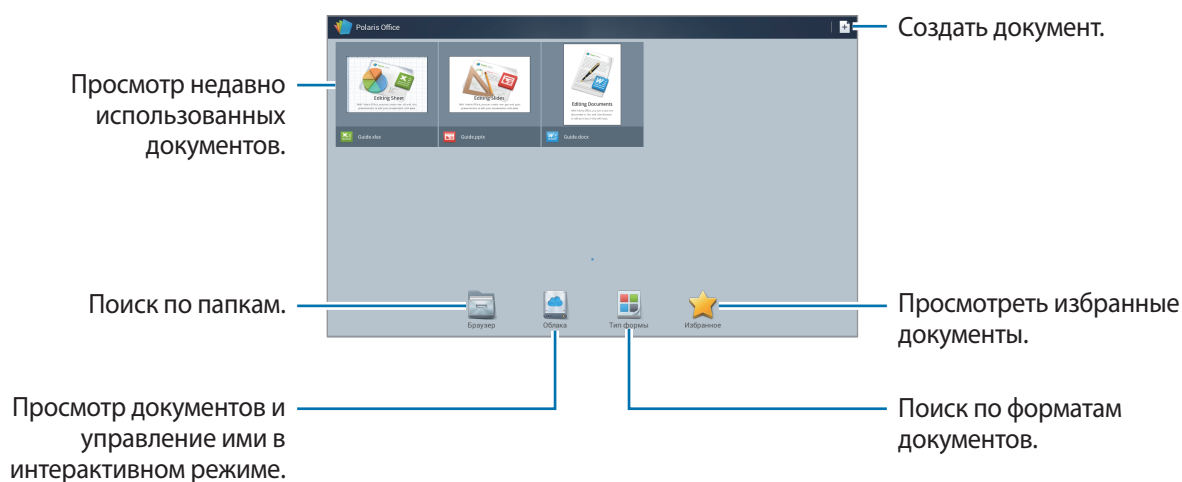 Polaris Office
Создать документ.
Просмотр недавно
использованных
документов.
Editing Sheet
Editing Slides
Editing Documents
Guide.xlsx
Guide.pptx
Guide.docx
Поиск по папкам.
Браузер
Облака
Тип формы
Избранное
Просмотреть избранные
документы.
Просмотр документов и
управление ими в
интерактивном режиме.
Поиск по форматам
документов.